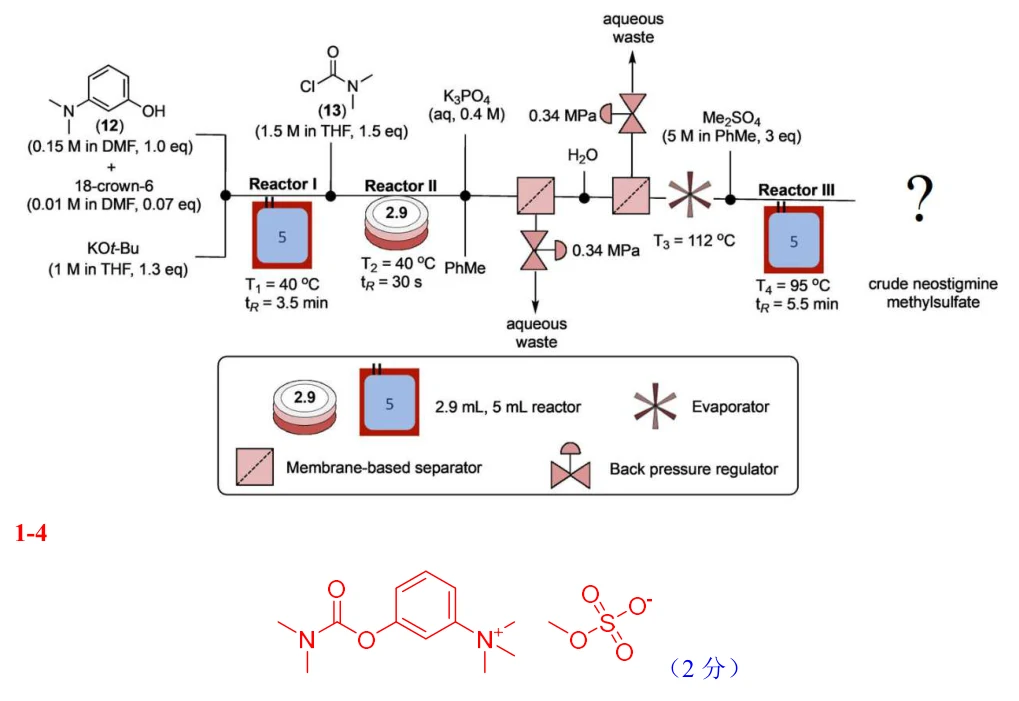 aqueous
waste
O
Cl
N
(13)
(1.5 M in THF, 1.5 eq)
N
OH
(12)
(0.15 M in DMF, 1.0 eq)
+
18-crown-6
(0.01 M in DMF, 0.07 eq)
KOt-Bu
(1 M in THF, 1.3 eq)
Reactor I
5
T1 = 40 ºC
tR = 3.5 min
Reactor II
2.9
T2 = 40 ºC
tR = 30 s
K3PO4
(aq, 0.4 M)
PhMe
0.34 MPa
H2O
0.34 MPa
aqueous
waste
T3 = 112 ºC
Me2SO4
(5 M in PhMe, 3 eq)
Reactor III
5
T4 = 95 ºC
tR = 5.5 min
?
crude neostigmine
methylsulfate
2.9
5
2.9 mL, 5 mL reactor
Evaporator
Membrane-based separator
Back pressure regulator
1-4
O
N
O
N+
O
O-
S
O
O
(2 分)